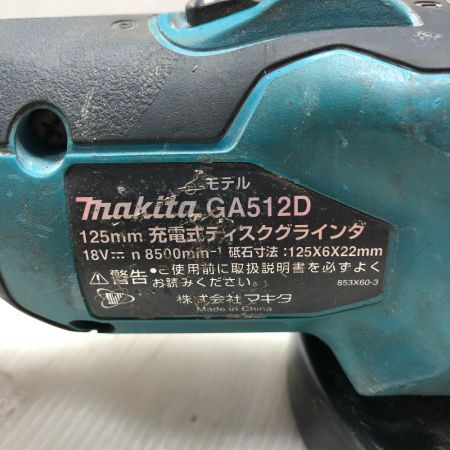 モデル
makita GA512D
125mm 充電式ディスクグラインダ
18V⎓ n 8500min⁻¹ 砥石寸法:125X6X22mm
⚠警告 •ご使用前に取扱説明書を必ずよく
お読みください。
853X60-3
株式会社 マキタ
Made in China